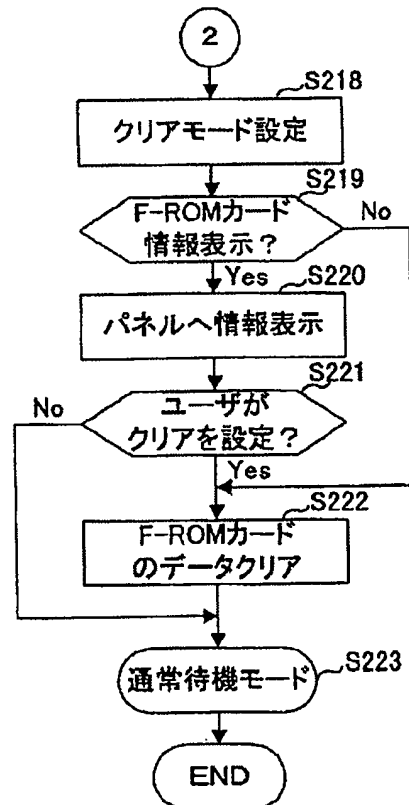 2
S218
クリアモード設定
S219
F-ROMカード
情報表示？
No
Yes
S220
パネルへ情報表示
S221
No
ユーザが
クリアを設定？
Yes
S222
F-ROMカード
のデータクリア
通常待機モード
S223
END